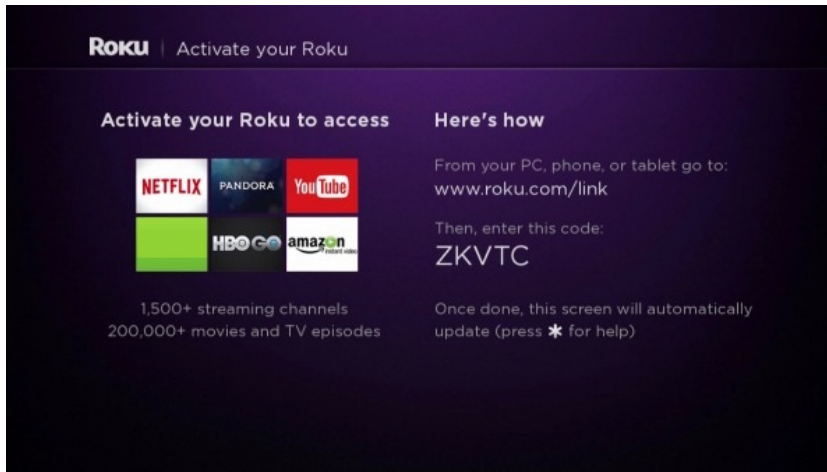 Roku | Activate your Roku
Activate your Roku to access
NETFLIX
PANDORA
YouTube
HBO GO
amazon
instant video
1,500+ streaming channels
200,000+ movies and TV episodes
Here's how
From your PC, phone, or tablet go to:
www.roku.com/link
Then, enter this code:
ZKVTC
Once done, this screen will automatically
update (press * for help)